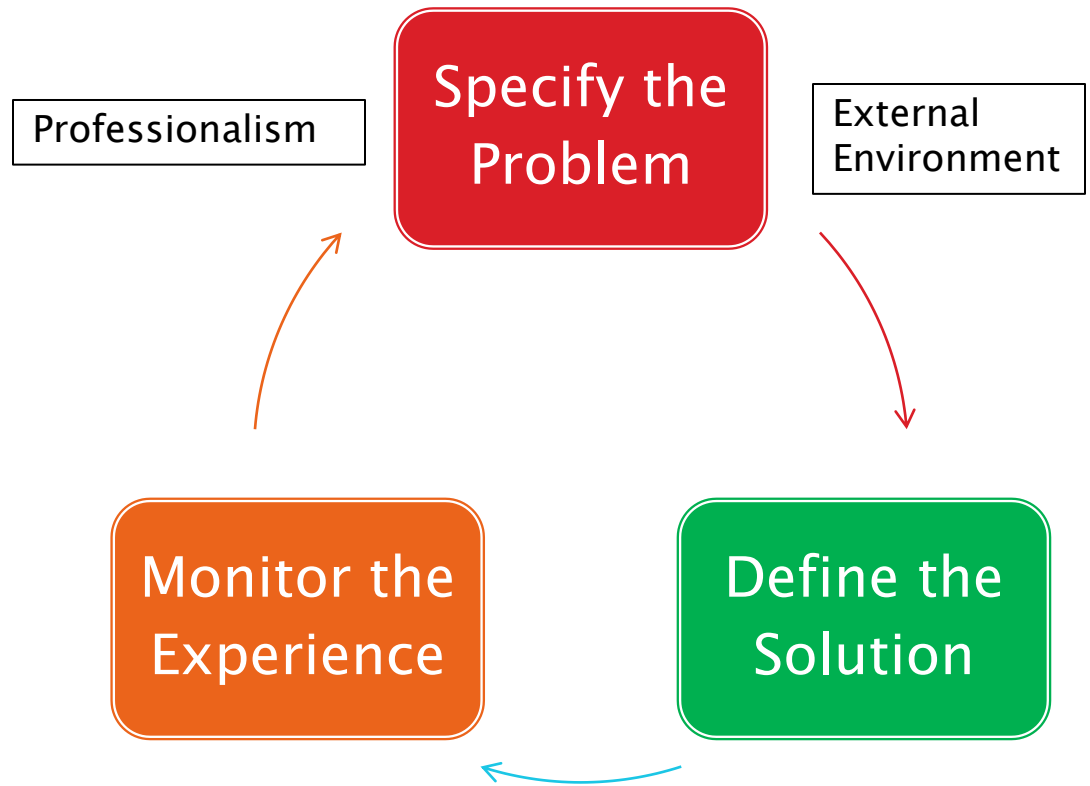 Specify the
Problem
Professionalism
External
Environment
Monitor the
Experience
Define the
Solution